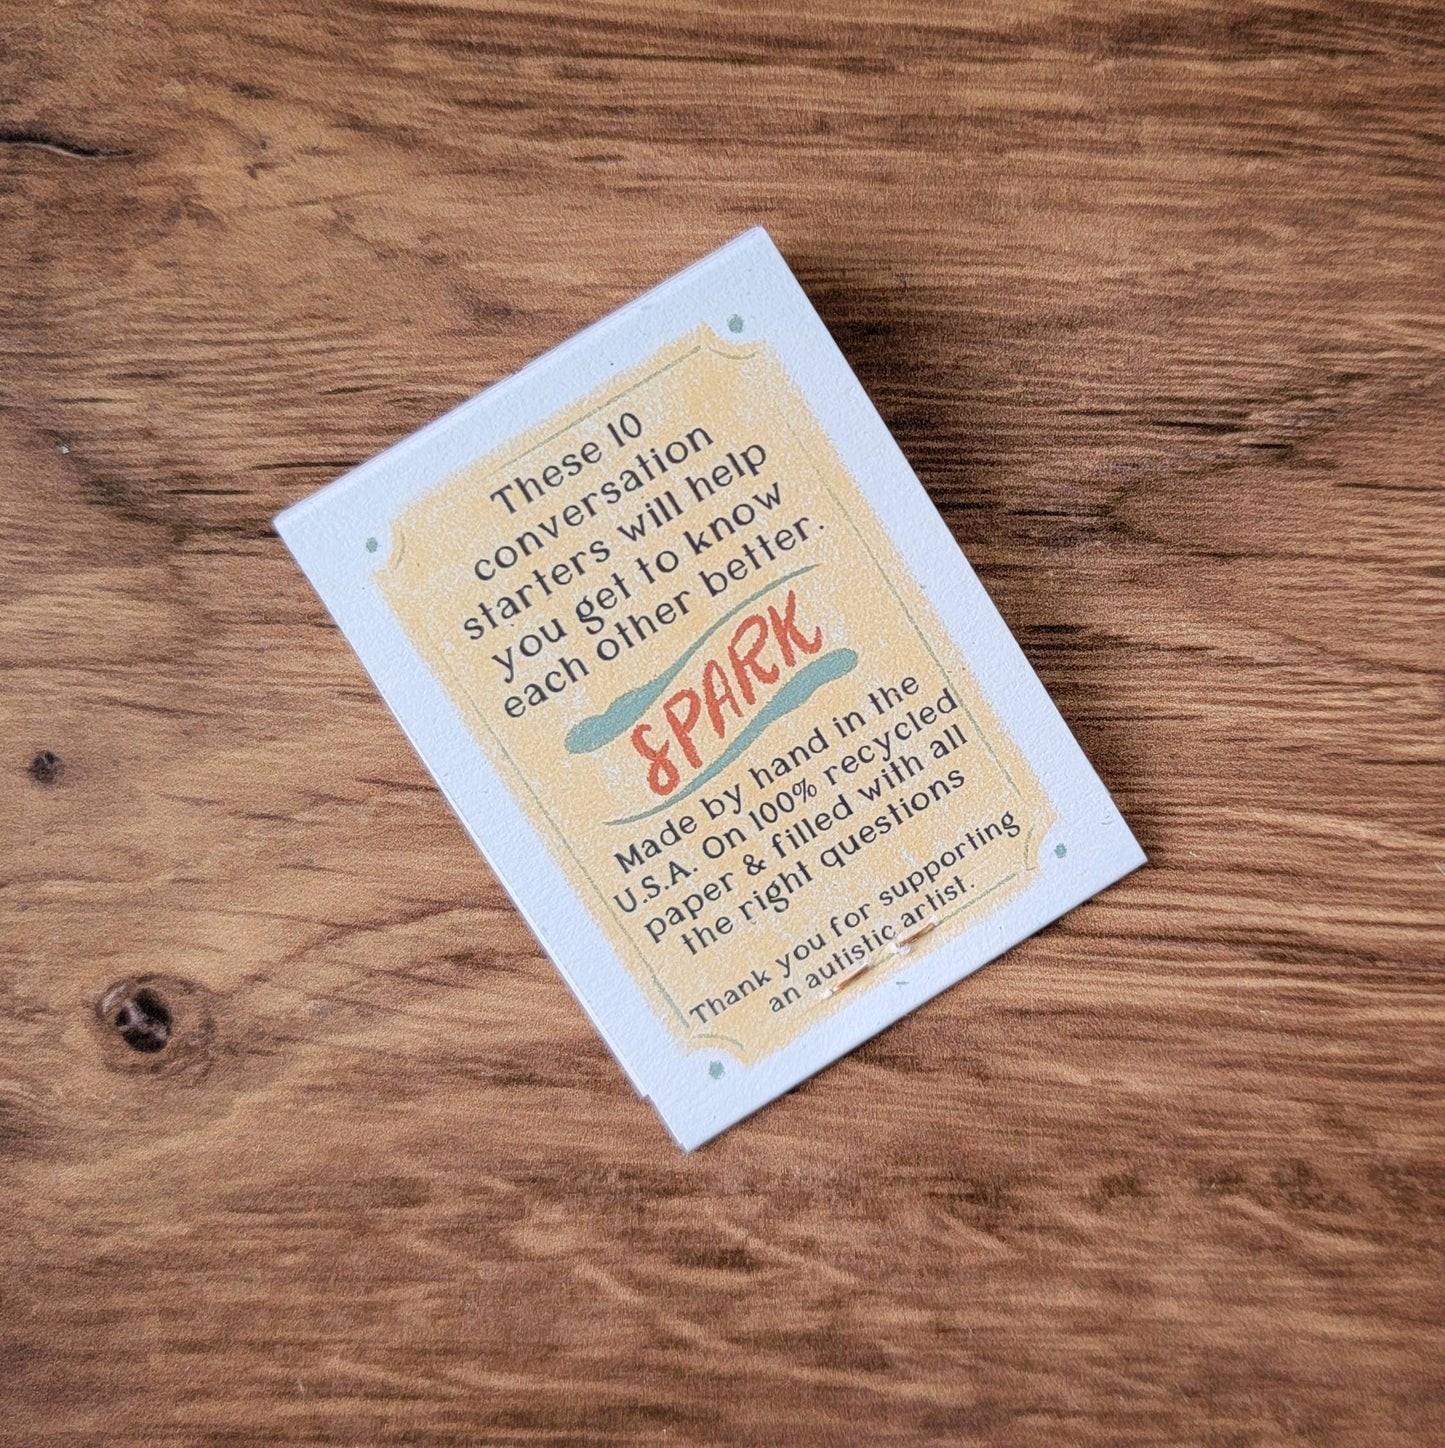 These 10
conversation
starters will help
you get to know
each other better.
SPARK
Made by hand in the
U.S.A. On 100% recycled
paper & filled with all
the right questions
Thank you for supporting
an autistic artist.